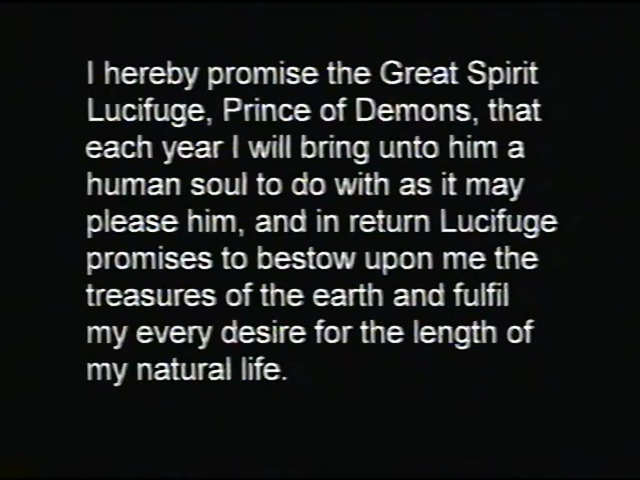 I hereby promise the Great Spirit
Lucifuge, Prince of Demons, that
each year I will bring unto him a
human soul to do with as it may
please him, and in return Lucifuge
promises to bestow upon me the
treasures of the earth and fulfil
my every desire for the length of
my natural life.